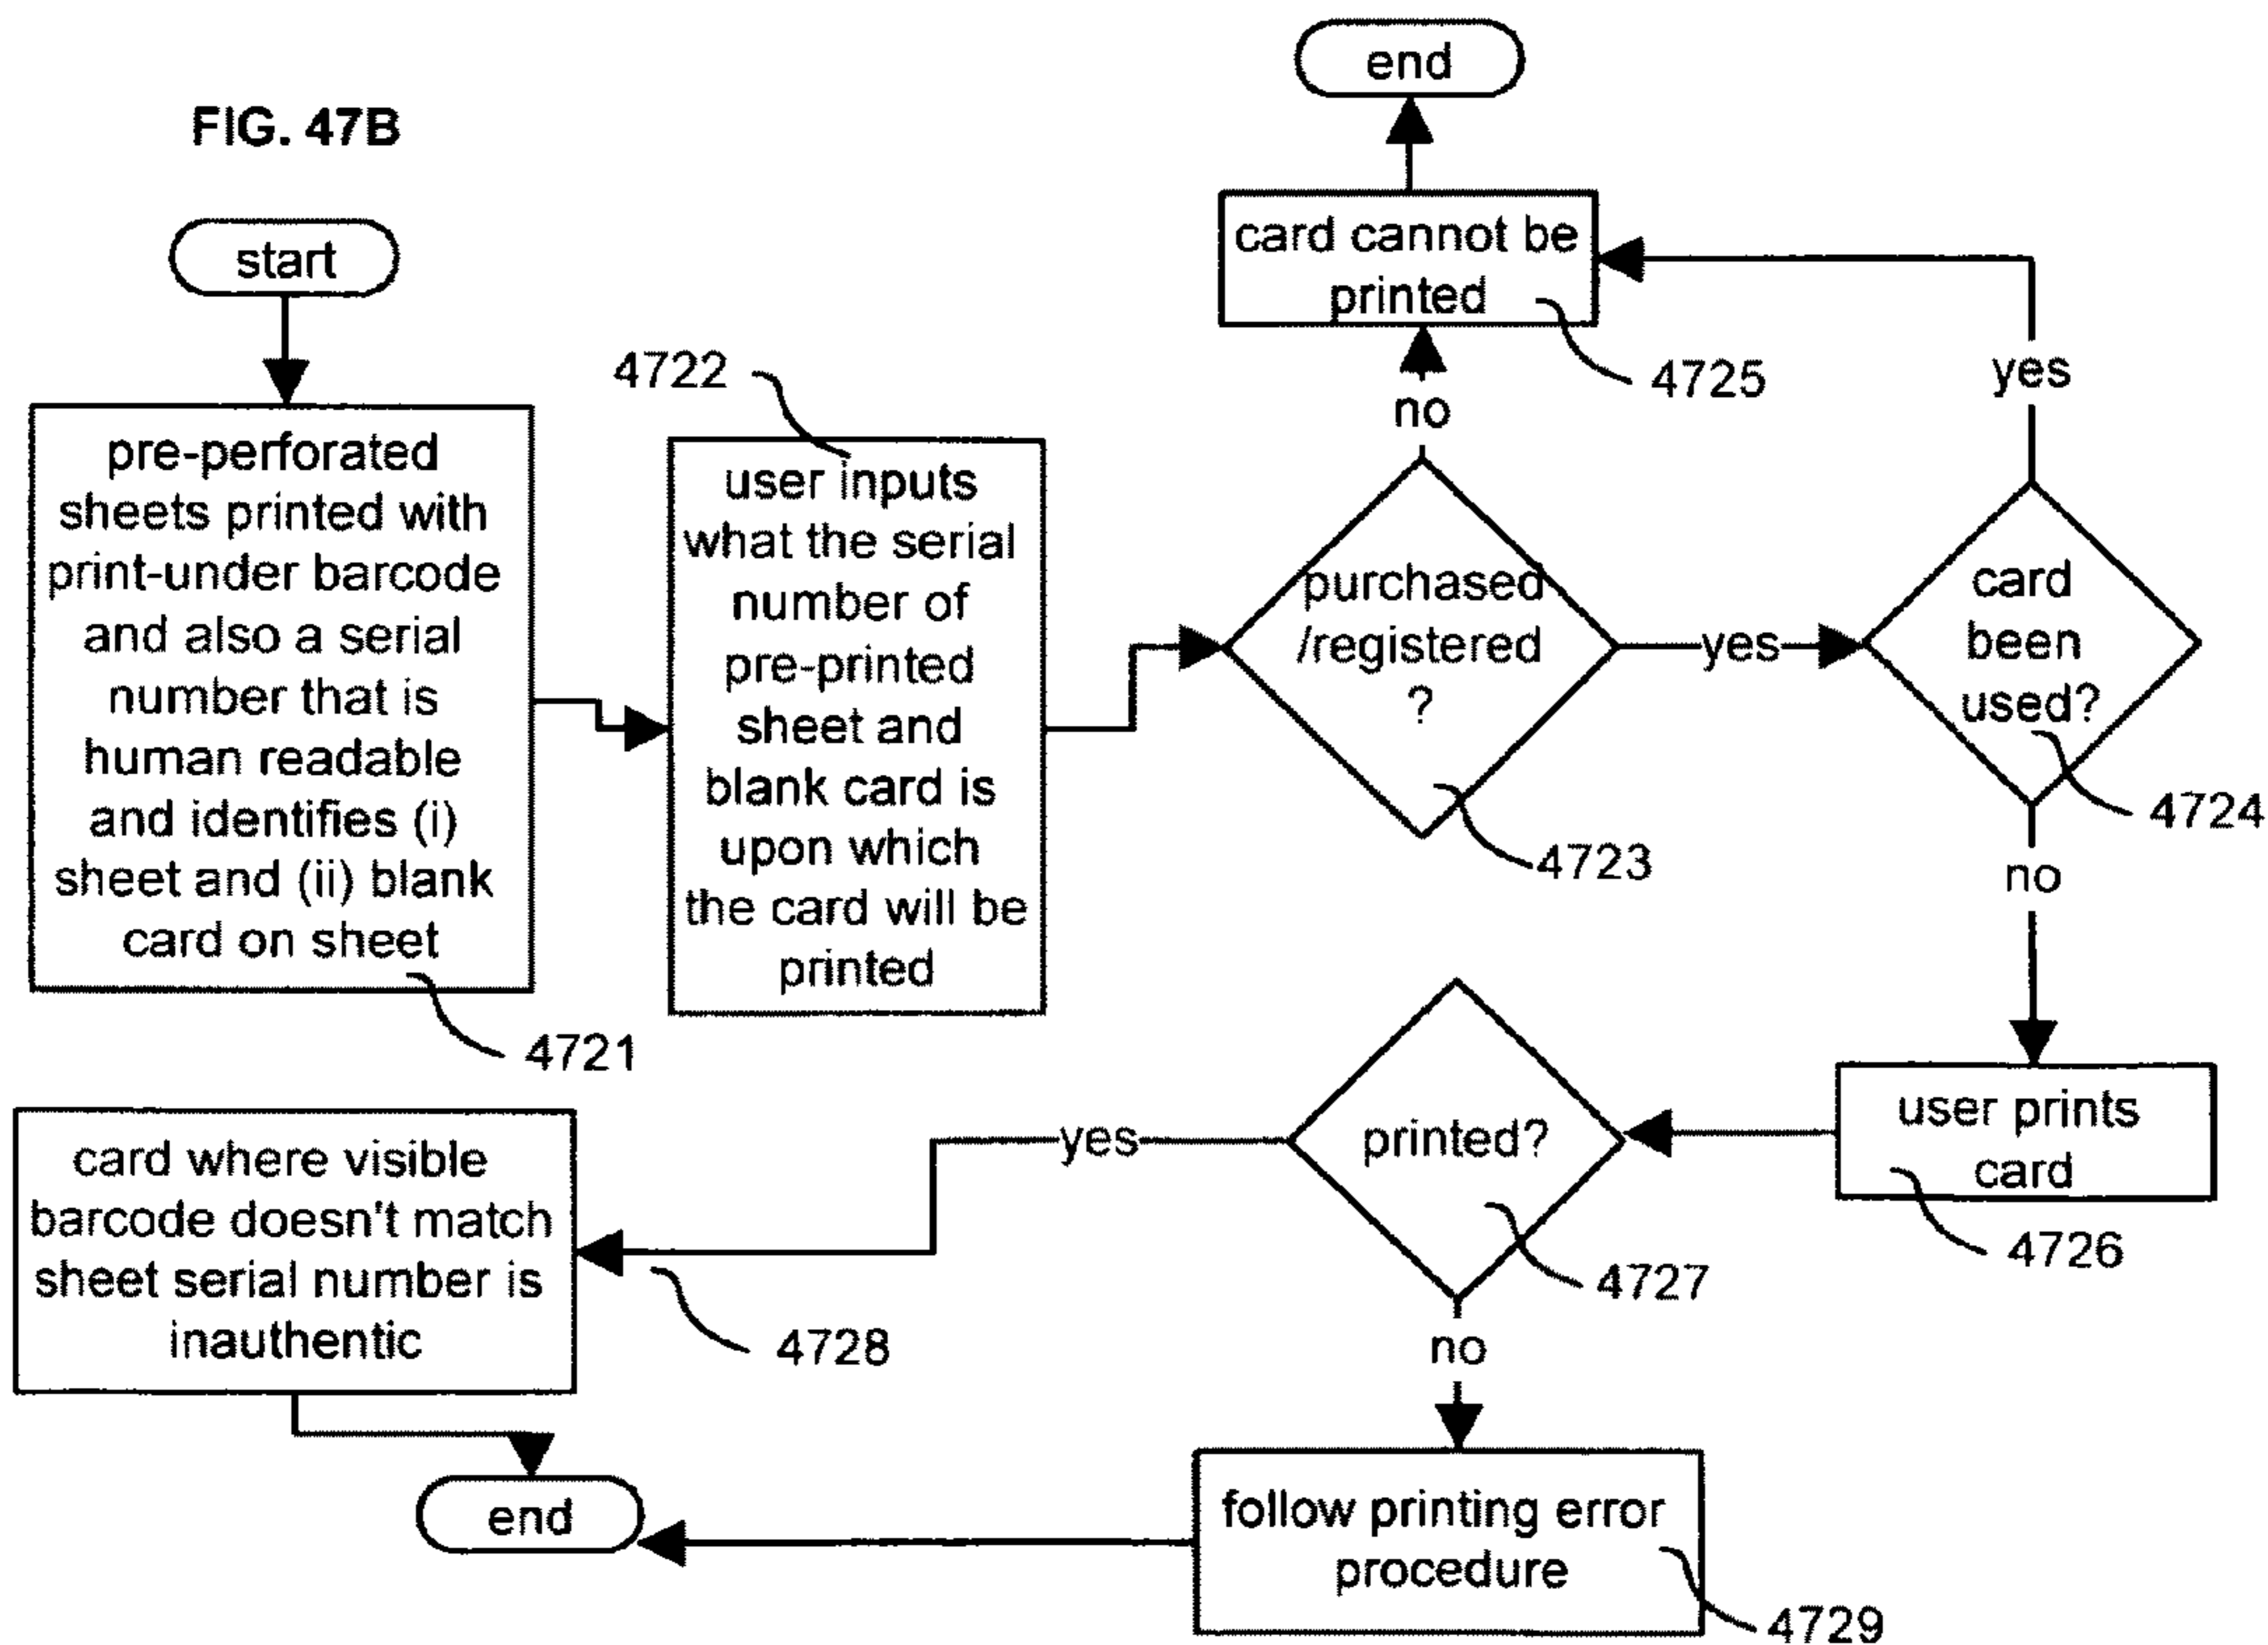 FIG. 47B
start
pre-perforated
sheets printed with
print-under barcode
and also a serial
number that is
human readable
and identifies (i)
sheet and (ii) blank
card on sheet
4721
4722
user inputs
what the serial
number of
pre-printed
sheet and
blank card is
upon which
the card will be
printed
purchased
/registered
?
4723
no
card cannot be
printed
4725
end
yes
card
been
used?
4724
yes
no
user prints
card
4726
printed?
4727
yes
card where visible
barcode doesn't match
sheet serial number is
inauthentic
4728
no
follow printing error
procedure
4729
end